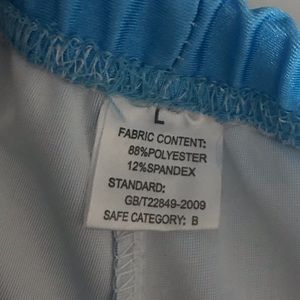 L
FABRIC CONTENT:
88%POLYESTER
12%SPANDEX
STANDARD:
GB/T22849-2009
SAFE CATEGORY: B